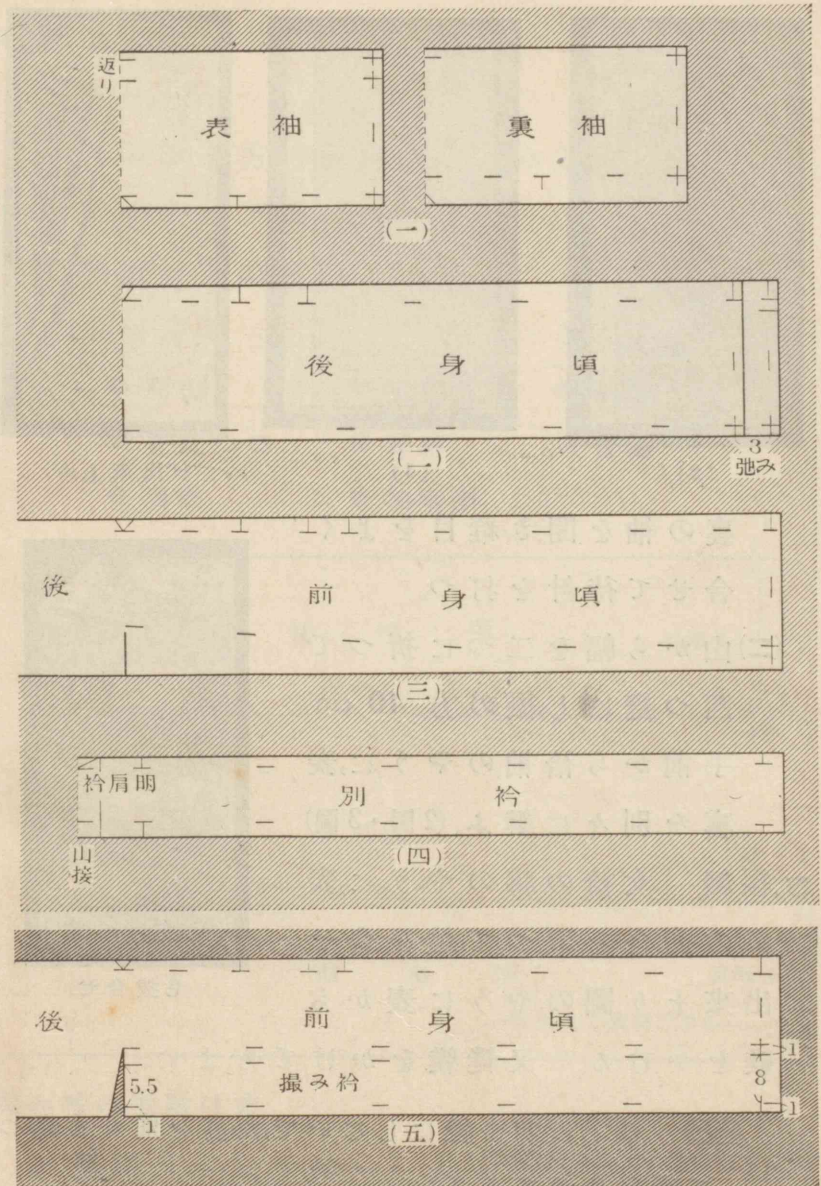 返り
表袖
裏袖
(一)
後身頃
3
弛み
(二)
後
前身頃
(三)
衿肩明
別衿
山接
(四)
後
前身頃
5.5
1
撮み衿
1
8
1
(五)